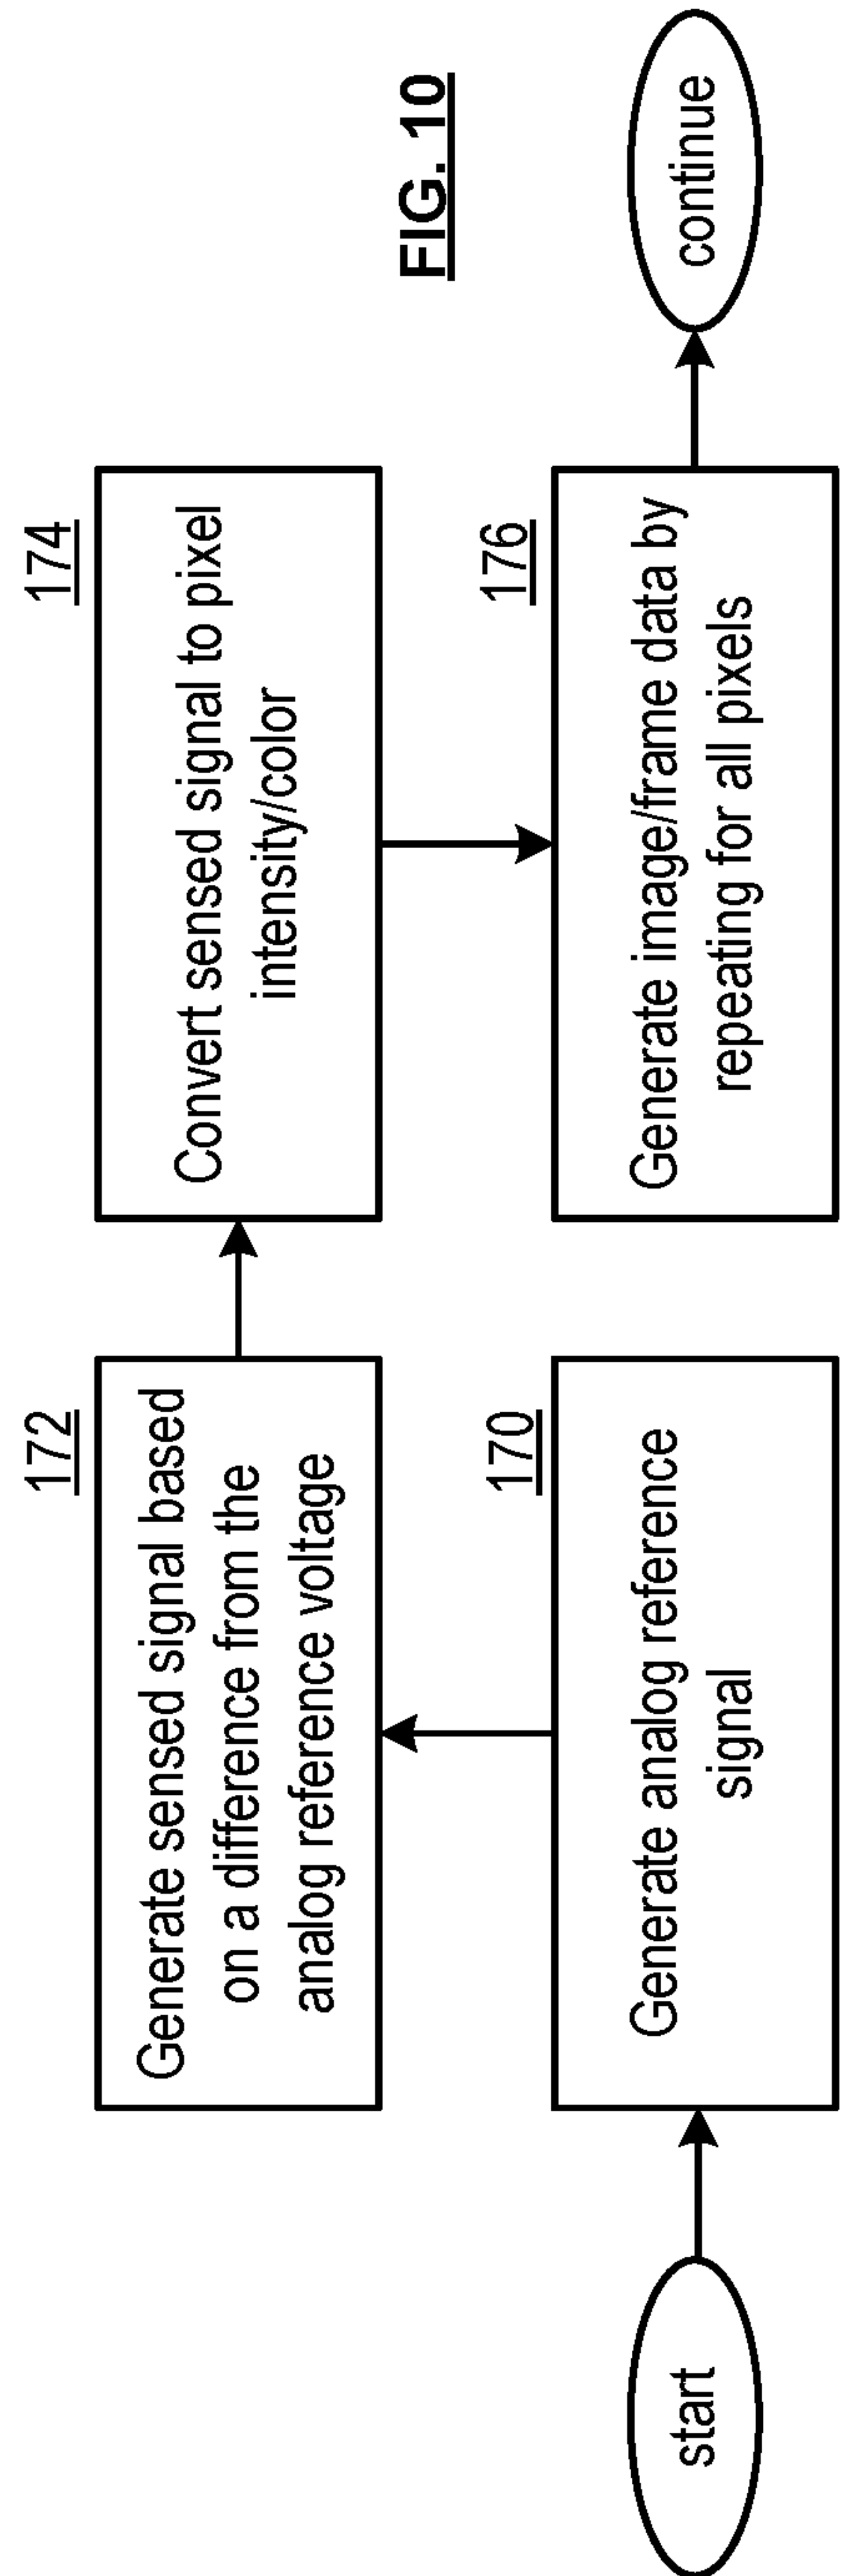 172
Generate sensed signal based
on a difference from the
analog reference voltage
174
Convert sensed signal to pixel
intensity/color
FIG. 10
start
170
Generate analog reference
signal
176
Generate image/frame data by
repeating for all pixels
continue